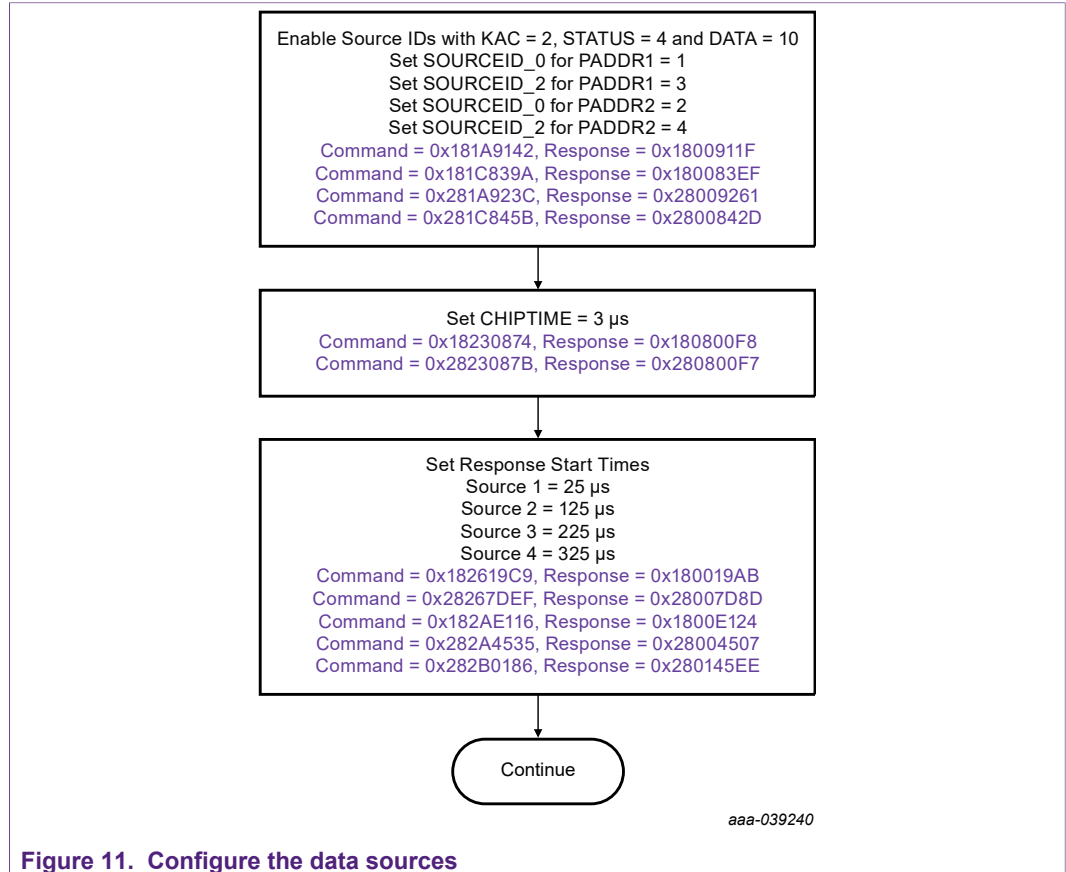 Enable Source IDs with KAC = 2, STATUS = 4 and DATA = 10
Set SOURCEID_0 for PADDR1 = 1
Set SOURCEID_2 for PADDR1 = 3
Set SOURCEID_0 for PADDR2 = 2
Set SOURCEID_2 for PADDR2 = 4
Command = 0x181A9142, Response = 0x1800911F
Command = 0x181C839A, Response = 0x180083EF
Command = 0x281A923C, Response = 0x28009261
Command = 0x281C845B, Response = 0x2800842D
Set CHIPTIME = 3 µs
Command = 0x18230874, Response = 0x180800F8
Command = 0x2823087B, Response = 0x280800F7
Set Response Start Times
Source 1 = 25 µs
Source 2 = 125 µs
Source 3 = 225 µs
Source 4 = 325 µs
Command = 0x182619C9, Response = 0x180019AB
Command = 0x28267DEF, Response = 0x28007D8D
Command = 0x182AE116, Response = 0x1800E124
Command = 0x282A4535, Response = 0x28004507
Command = 0x282B0186, Response = 0x280145EE
Continue
aaa-039240
Figure 11. Configure the data sources